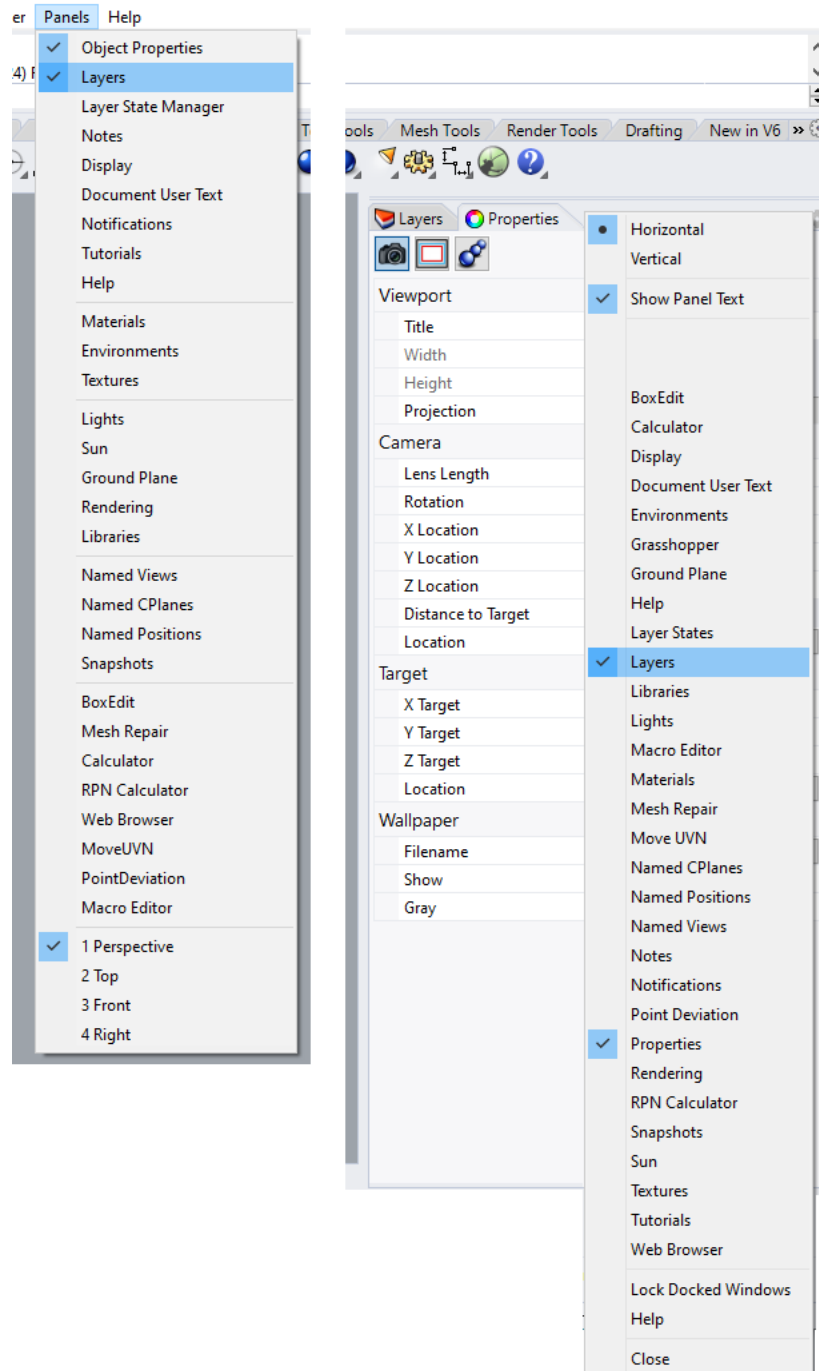 er Panels Help
Object Properties
4) F
Layers
Layer State Manager
Notes
Display
Document User Text
Notifications
Tutorials
Help
Materials
Environments
Textures
Lights
Sun
Ground Plane
Rendering
Libraries
Named Views
Named CPlanes
Named Positions
Snapshots
BoxEdit
Mesh Repair
Calculator
RPN Calculator
Web Browser
MoveUVN
PointDeviation
Macro Editor
1 Perspective
2 Top
3 Front
4 Right
ools Mesh Tools Render Tools Drafting New in V6 »
Layers Properties
Viewport
Title
Width
Height
Projection
Camera
Lens Length
Rotation
X Location
Y Location
Z Location
Distance to Target
Location
Target
X Target
Y Target
Z Target
Location
Wallpaper
Filename
Show
Gray
Horizontal
Vertical
Show Panel Text
BoxEdit
Calculator
Display
Document User Text
Environments
Grasshopper
Ground Plane
Help
Layer States
Layers
Libraries
Lights
Macro Editor
Materials
Mesh Repair
Move UVN
Named CPlanes
Named Positions
Named Views
Notes
Notifications
Point Deviation
Properties
Rendering
RPN Calculator
Snapshots
Sun
Textures
Tutorials
Web Browser
Lock Docked Windows
Help
Close